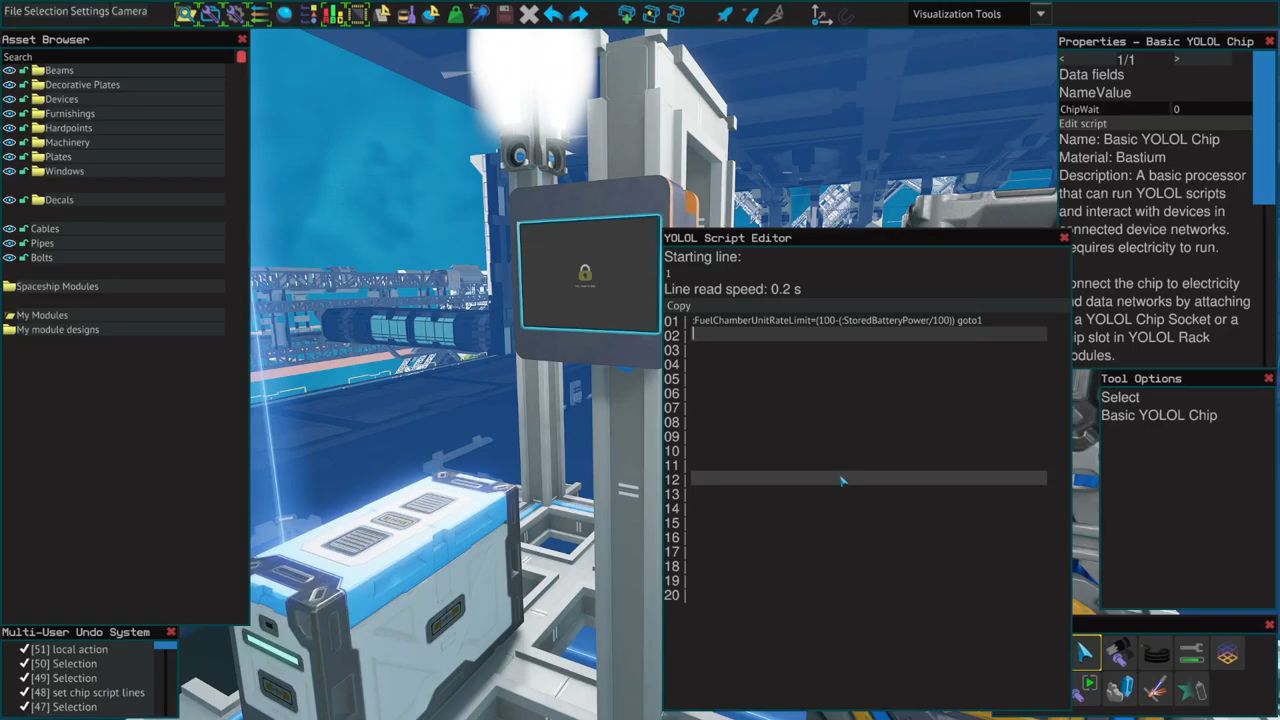 File Selection Settings Camera
Visualization Tools
Asset Browser
Search
Beams
Decorative Plates
Devices
Furnishings
Hardpoints
Machinery
Plates
Windows
Decals
Cables
Pipes
Bolts
Spaceship Modules
My Modules
My module designs
Multi-User Undo System
[51] local action
[50] Selection
[49] Selection
[48] set chip script lines
[47] Selection
YOLOL Script Editor
Starting line:
1
Line read speed: 0.2 s
Copy
01 :FuelChamberUnitRateLimit=(100-(:StoredBatteryPower/100)) goto1
02
03
04
05
06
07
08
09
10
11
12
13
14
15
16
17
18
19
20
Properties - Basic YOLOL Chip
< 1/1 >
Data fields
NameValue
ChipWait 0
Edit script
Name: Basic YOLOL Chip
Material: Bastium
Description: A basic processor
that can run YOLOL scripts
and interact with devices in
connected device networks.
equires electricity to run.
onnect the chip to electricity
nd data networks by attaching
a YOLOL Chip Socket or a
hip slot in YOLOL Rack
odules.
Tool Options
Select
Basic YOLOL Chip